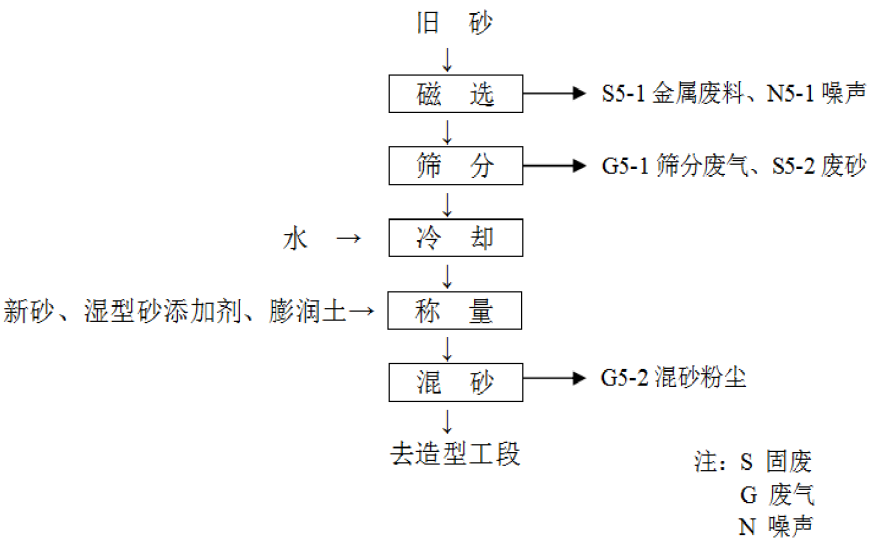 旧 砂
↓
磁 选 → S5-1 金属废料、N5-1 噪声
↓
筛 分 → G5-1 筛分废气、S5-2 废砂
↓
水 → 冷 却
↓
新砂、湿型砂添加剂、膨润土→ 称 量
↓
混 砂 → G5-2 混砂粉尘
↓
去造型工段
注：S 固废
G 废气
N 噪声